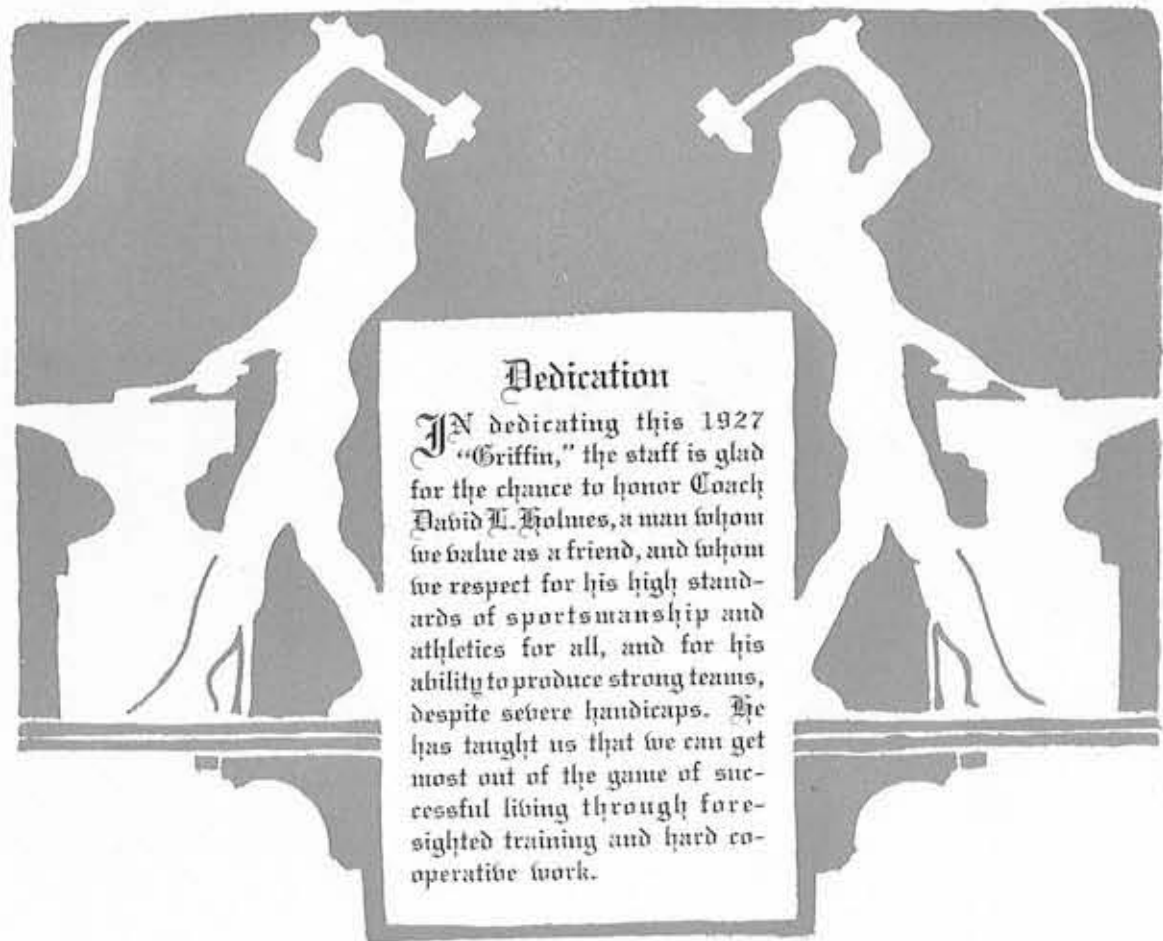 Dedication
IN dedicating this 1927
"Griffin," the staff is glad
for the chance to honor Coach
David L. Holmes, a man whom
we value as a friend, and whom
we respect for his high stand-
ards of sportsmanship and
athletics for all, and for his
ability to produce strong teams,
despite severe handicaps. He
has taught us that we can get
most out of the game of suc-
cessful living through fore-
sighted training and hard co-
operative work.